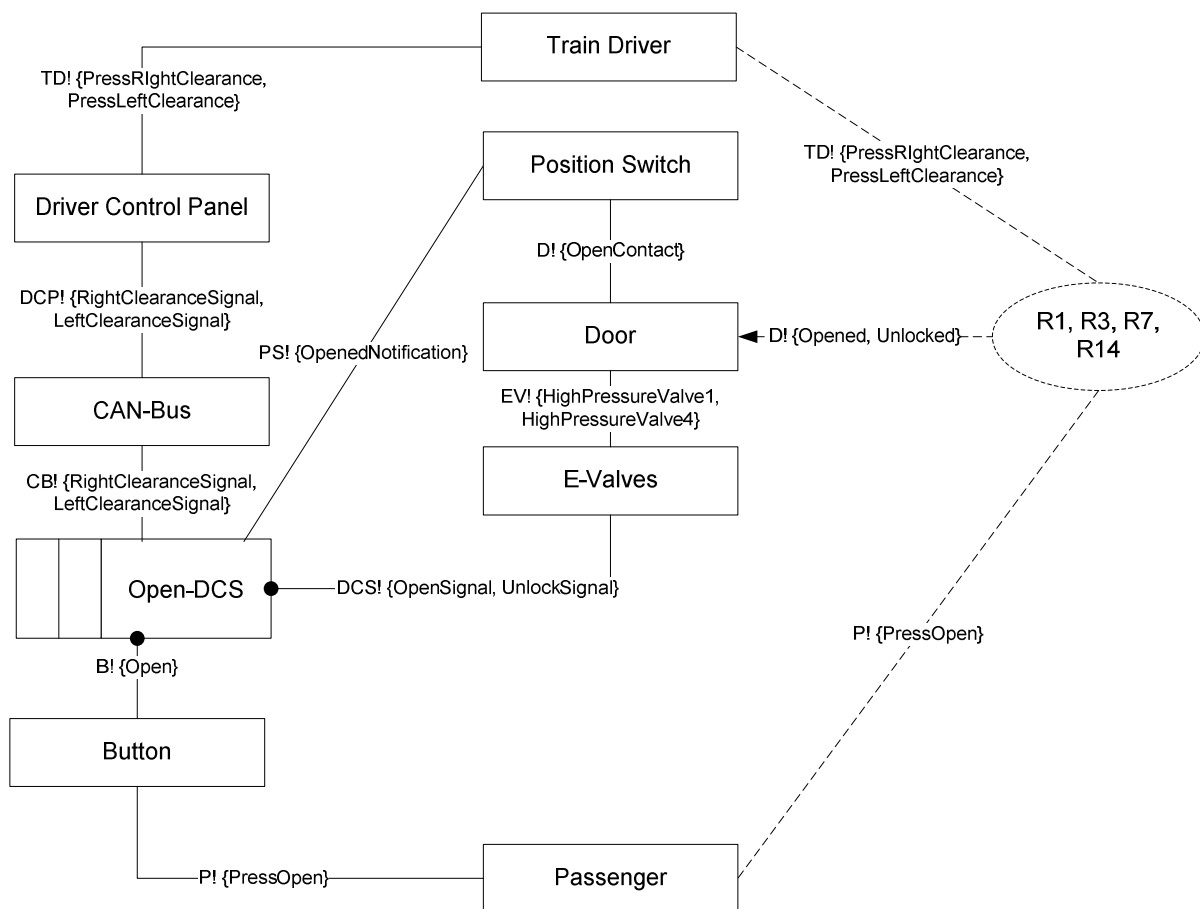 Train Driver
TD! {PressRIghtClearance,
PressLeftClearance}
Position Switch
TD! {PressRIghtClearance,
PressLeftClearance}
Driver Control Panel
D! {OpenContact}
DCP! {RightClearanceSignal,
LeftClearanceSignal}
Door
D! {Opened, Unlocked}
R1, R3, R7,
R14
PS! {OpenedNotification}
EV! {HighPressureValve1,
HighPressureValve4}
CAN-Bus
CB! {RightClearanceSignal,
LeftClearanceSignal}
E-Valves
Open-DCS
DCS! {OpenSignal, UnlockSignal}
P! {PressOpen}
B! {Open}
Button
P! {PressOpen}
Passenger